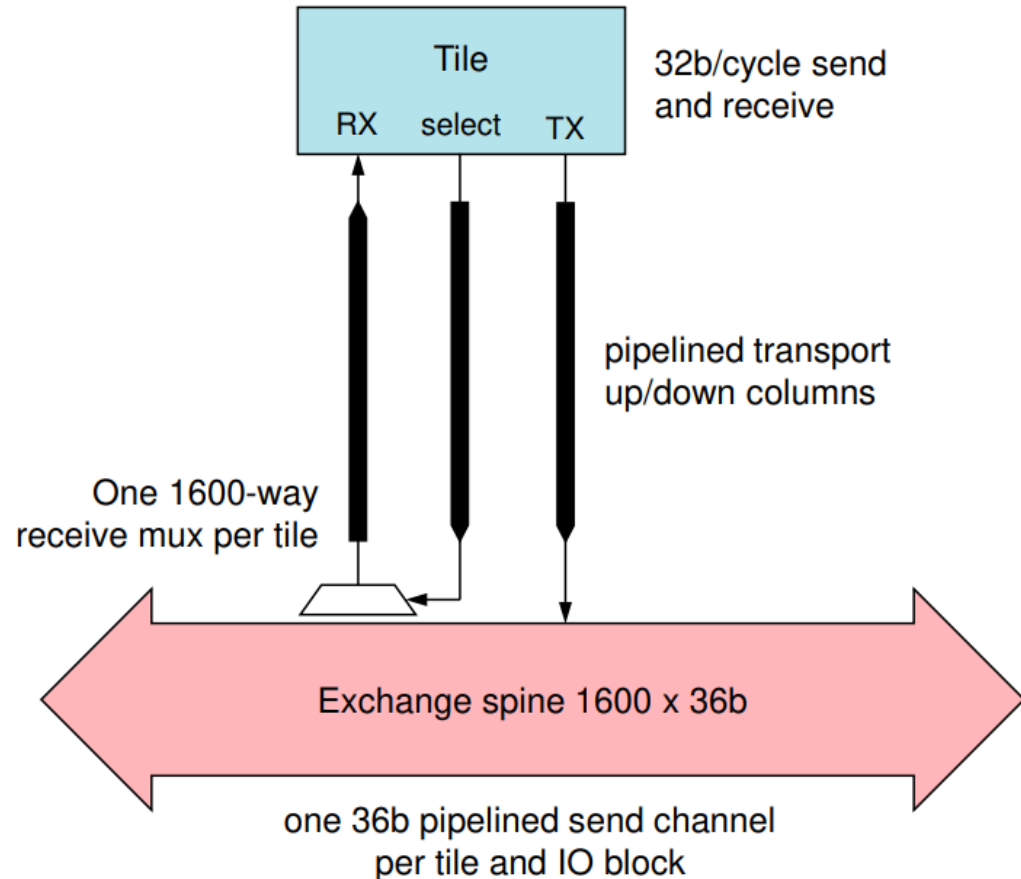 Tile
RX select TX
32b/cycle send
and receive
pipelined transport
up/down columns
One 1600-way
receive mux per tile
Exchange spine 1600 x 36b
one 36b pipelined send channel
per tile and IO block